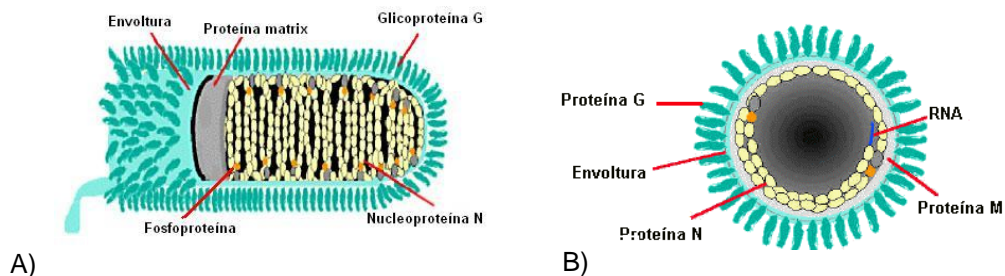 Envoltura
Proteína matrix
Glicoproteína G
Fosfoproteína
Nucleoproteína N
A)
Proteína G
RNA
Envoltura
Proteína M
Proteína N
B)